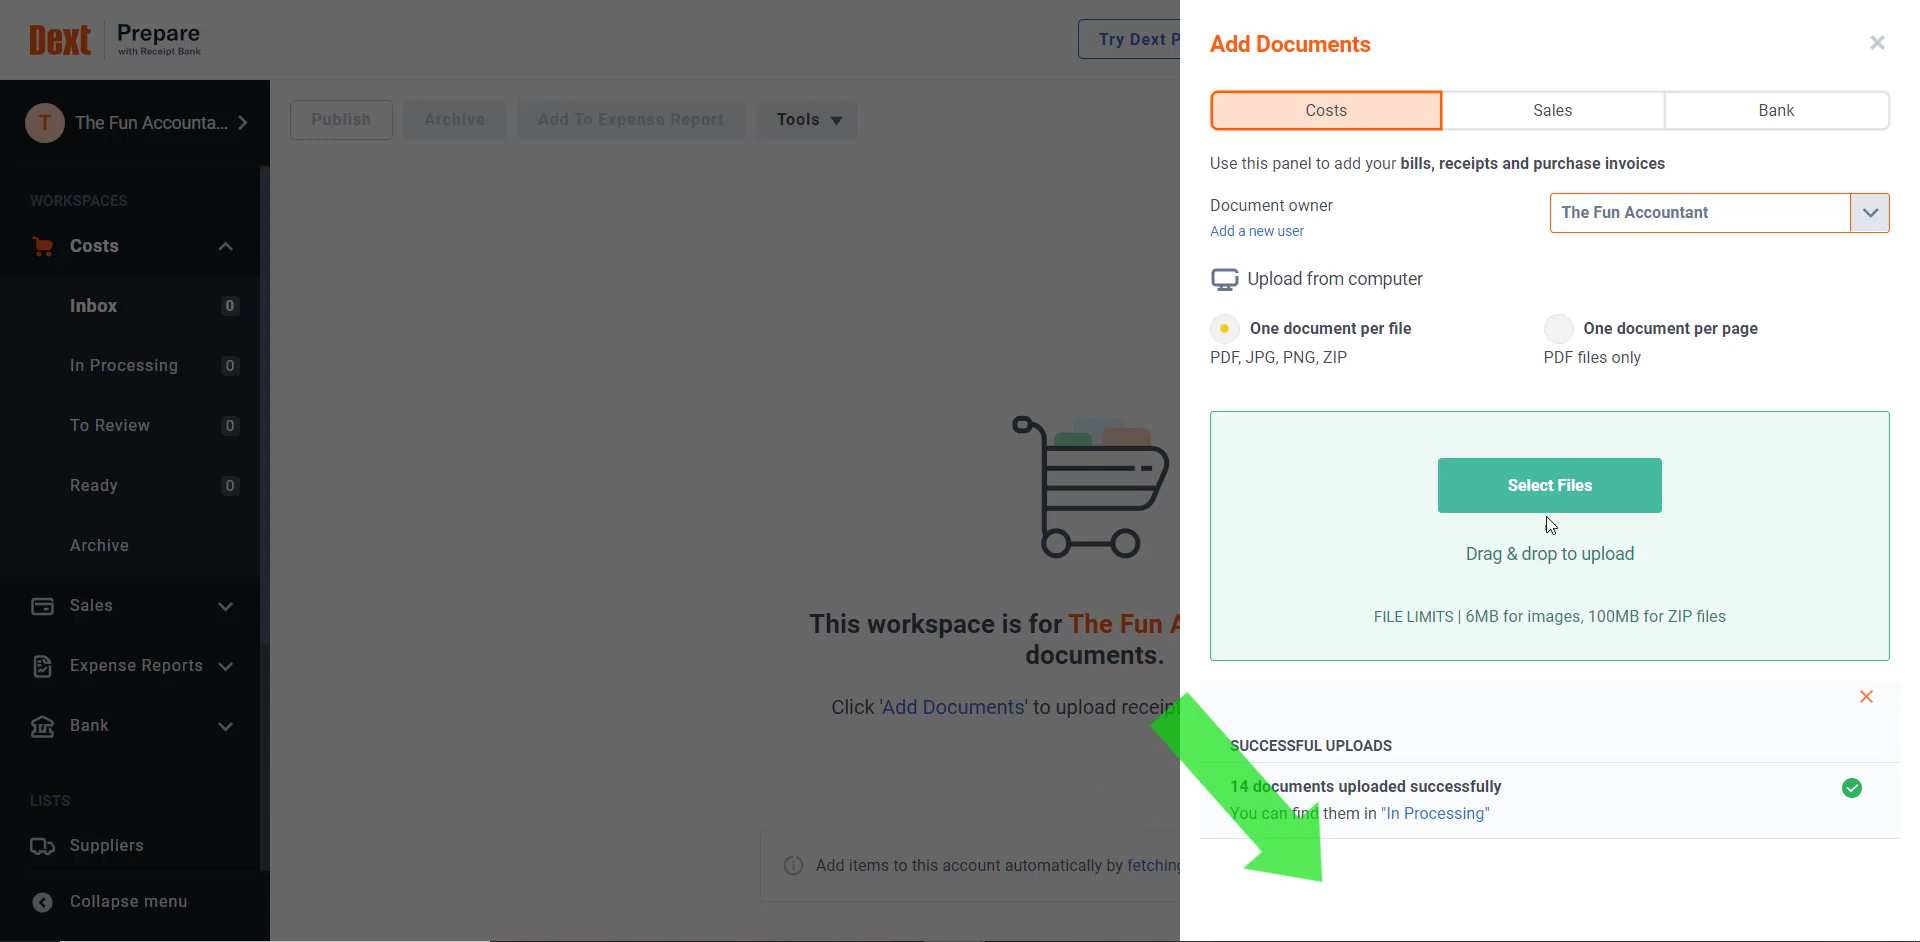 Dext
Prepare
with Receipt Bank
Try Dext P
T
The Fun Accounta...
WORKSPACES
Costs
Inbox 0
In Processing 0
To Review 0
Ready 0
Archive
Sales
Expense Reports
Bank
LISTS
Suppliers
Collapse menu
Publish
Archive
Add To Expense Report
Tools
This workspace is for The Fun A
documents.
Click 'Add Documents' to upload receip
Add items to this account automatically by fetching
Add Documents
Costs
Sales
Bank
Use this panel to add your bills, receipts and purchase invoices
Document owner
Add a new user
The Fun Accountant
Upload from computer
One document per file
PDF, JPG, PNG, ZIP
One document per page
PDF files only
Select Files
Drag & drop to upload
FILE LIMITS | 6MB for images, 100MB for ZIP files
SUCCESSFUL UPLOADS
14 documents uploaded successfully
You can find them in "In Processing"